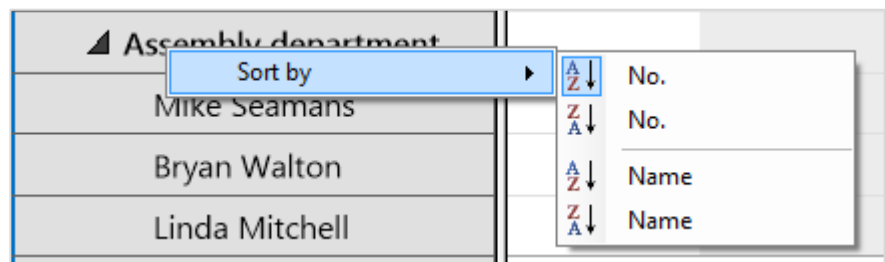 Assembly department
Sort by
Mike Seamans
Bryan Walton
Linda Mitchell
No.
No.
Name
Name